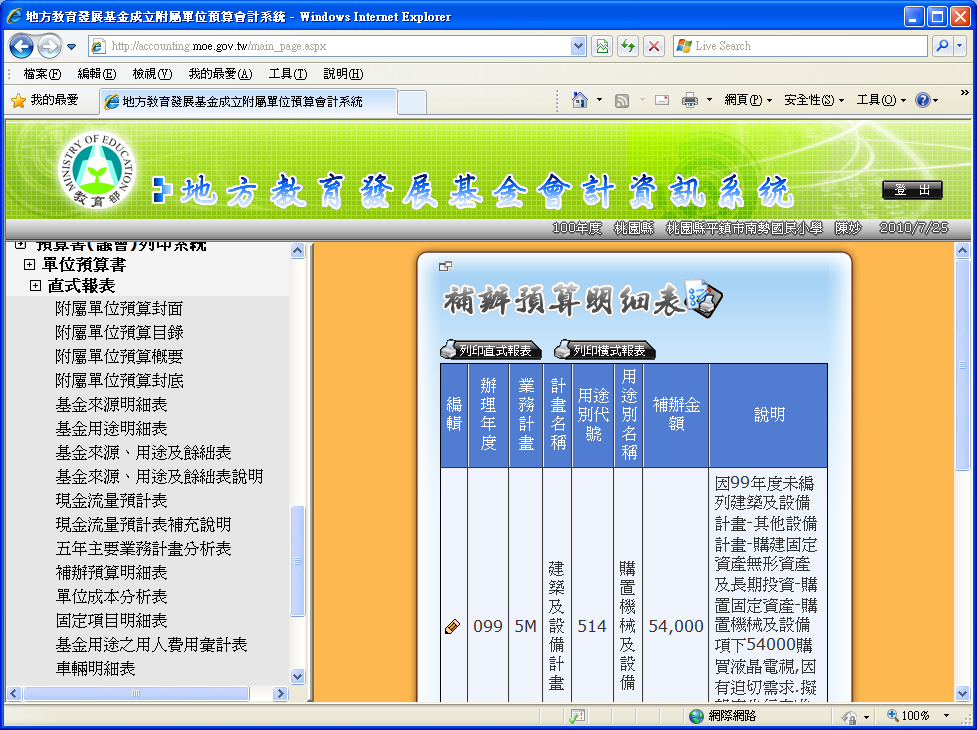 地方教育發展基金成立附屬單位預算會計系統 - Windows Internet Explorer
http://accounting.moe.gov.tw/main_page.aspx
Live Search
檔案(F) 編輯(E) 檢視(V) 我的最愛(A) 工具(T) 說明(H)
我的最愛
地方教育發展基金成立附屬單位預算會計系統
網頁(P) 安全性(S) 工具(O)
MINISTRY OF EDUCATION
教育部
地方教育發展基金會計資訊系統
登 出
100年度 桃園縣 桃園縣平鎮市南勢國民小學 陳妙 2010/7/25
預算書(議會)列印系統
單位預算書
直式報表
附屬單位預算封面
附屬單位預算目錄
附屬單位預算概要
附屬單位預算封底
基金來源明細表
基金用途明細表
基金來源、用途及餘絀表
基金來源、用途及餘絀表說明
現金流量預計表
現金流量預計表補充說明
五年主要業務計畫分析表
補辦預算明細表
單位成本分析表
固定項目明細表
基金用途之用人費用彙計表
車輛明細表
補辦預算明細表
列印直式報表 列印橫式報表
編輯 辦理年度 業務計畫 計畫名稱 用途別代號 用途別名稱 補辦金額 說明
099 5M 建築及設備計畫 514 購置機械及設備 54,000
因99年度未編
列建築及設備
計畫-其他設備
計畫-購建固定
資產無形資產
及長期投資-購
置固定資產-購
置機械及設備
項下54000購
買液晶電視,因
有迫切需求.擬
網際網路
100%